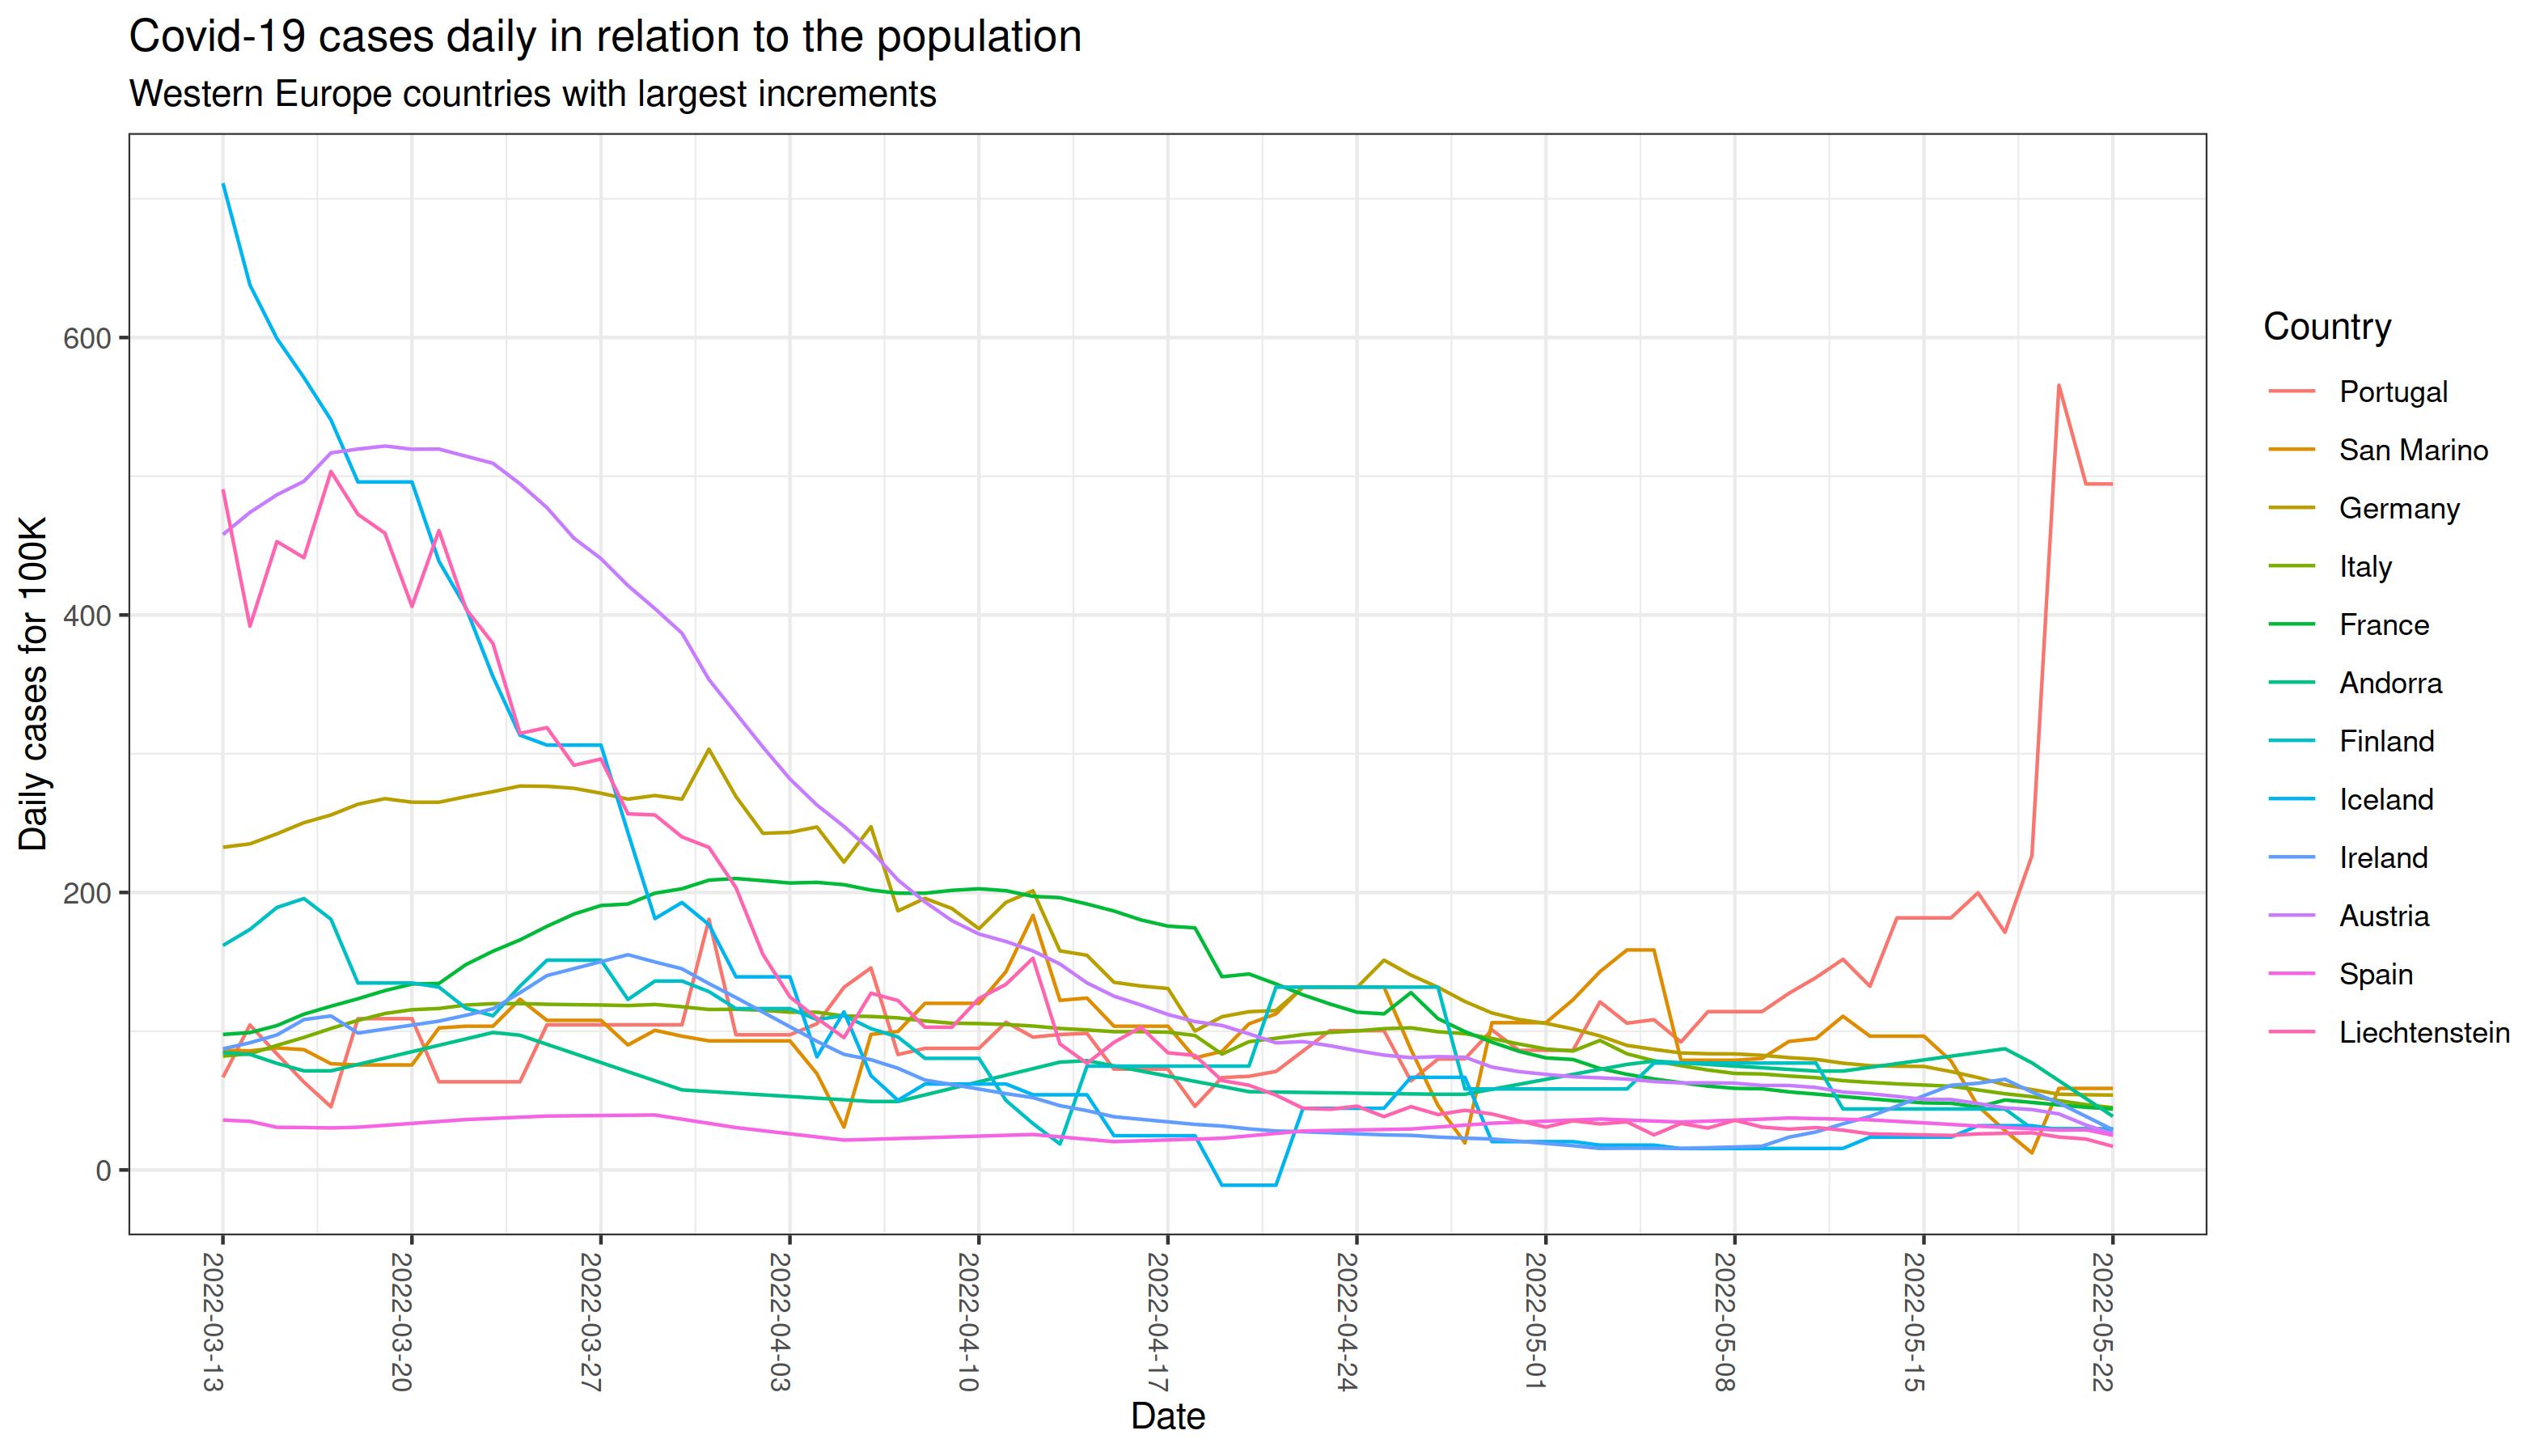 Covid-19 cases daily in relation to the population
Western Europe countries with largest increments
Daily cases for 100K
600
400
200
0
2022-03-13
2022-03-20
2022-03-27
2022-04-03
2022-04-10
2022-04-17
2022-04-24
2022-05-01
2022-05-08
2022-05-15
2022-05-22
Date
Country
Portugal
San Marino
Germany
Italy
France
Andorra
Finland
Iceland
Ireland
Austria
Spain
Liechtenstein